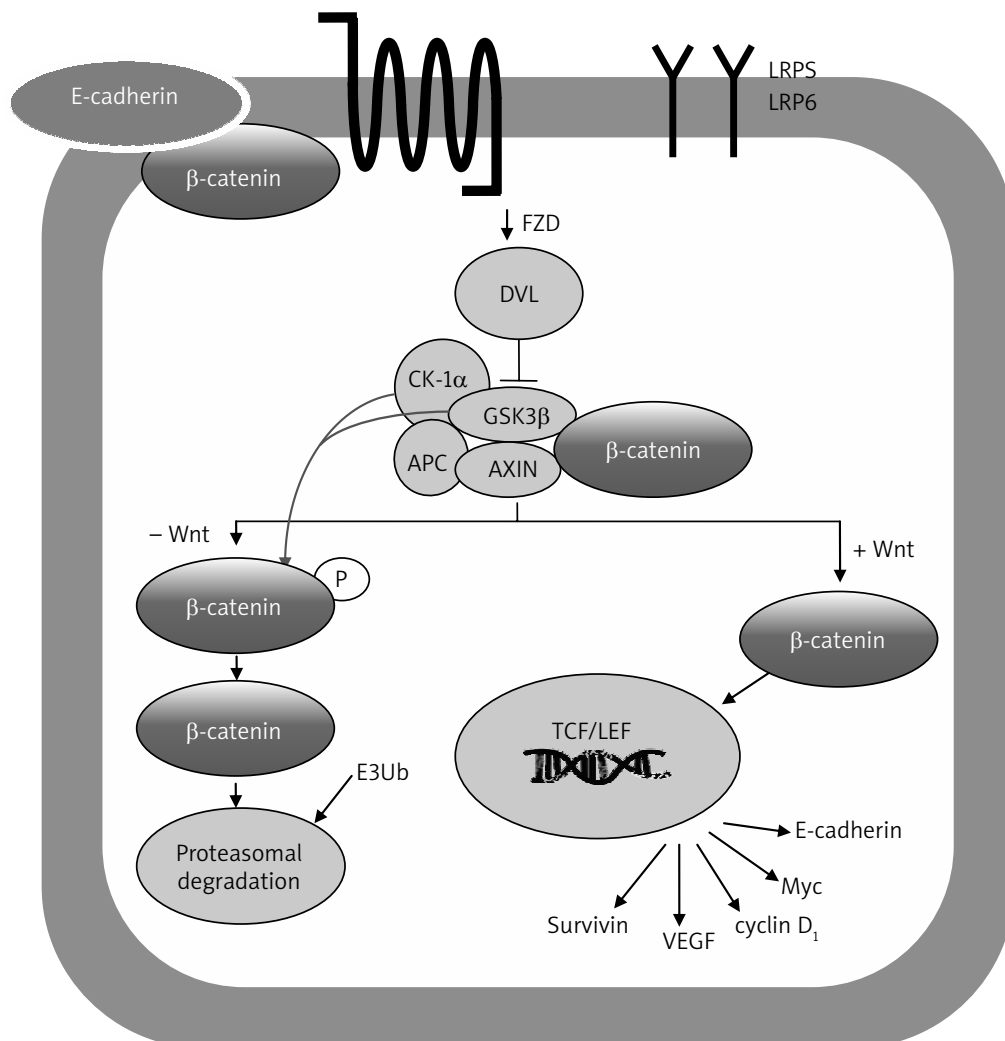 E-cadherin
LRPS
LRP6
β-catenin
FZD
DVL
CK-1α
GSK3β
β-catenin
APC
AXIN
– Wnt
+ Wnt
P
β-catenin
β-catenin
β-catenin
TCF/LEF
E3Ub
E-cadherin
Proteasomal
degradation
Myc
Survivin
cyclin D₁
VEGF